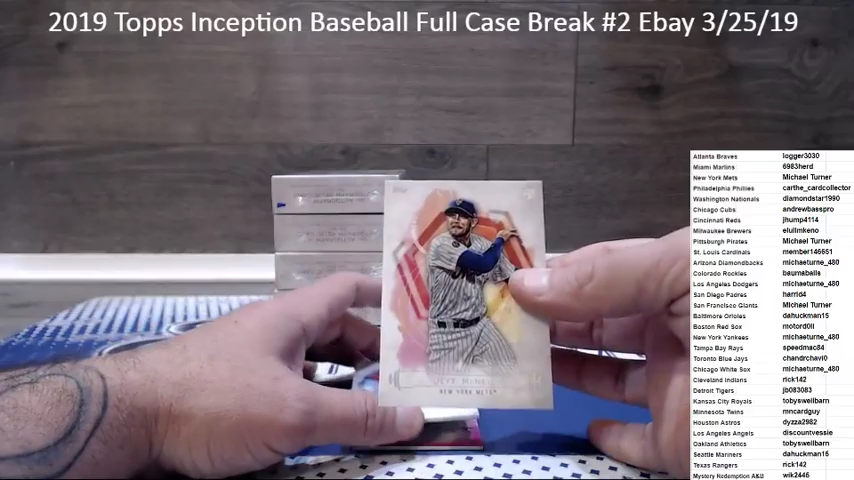 2019 Topps Inception Baseball Full Case Break #2 Ebay 3/25/19
Atlanta Braves logger3030
Miami Marlins 6983herd
New York Mets Michael Turner
Philadelphia Phillies carthe_cardcollector
Washington Nationals diamondstar1990
Chicago Cubs andrewbasspro
Cincinnati Reds jhump4114
Milwaukee Brewers elulimkeno
Pittsburgh Pirates Michael Turner
St. Louis Cardinals member146651
Arizona Diamondbacks michaeturne_480
Colorado Rockies baumaballs
Los Angeles Dodgers michaeturne_480
San Diego Padres harrid4
San Francisco Giants Michael Turner
Baltimore Orioles dahuckman15
Boston Red Sox motord0ll
New York Yankees michaeturne_480
Tampa Bay Rays speedmac84
Toronto Blue Jays chandrchavi0
Chicago White Sox michaeturne_480
Cleveland Indians rick142
Detroit Tigers jb083083
Kansas City Royals tobyswellbarn
Minnesota Twins mncardguy
Houston Astros dyzza2982
Los Angeles Angels discountvessie
Oakland Athletics tobyswellbarn
Seattle Mariners dahuckman15
Texas Rangers rick142
Mystery Redemption A&B wik2446
JEFF McNEIL
NEW YORK METS